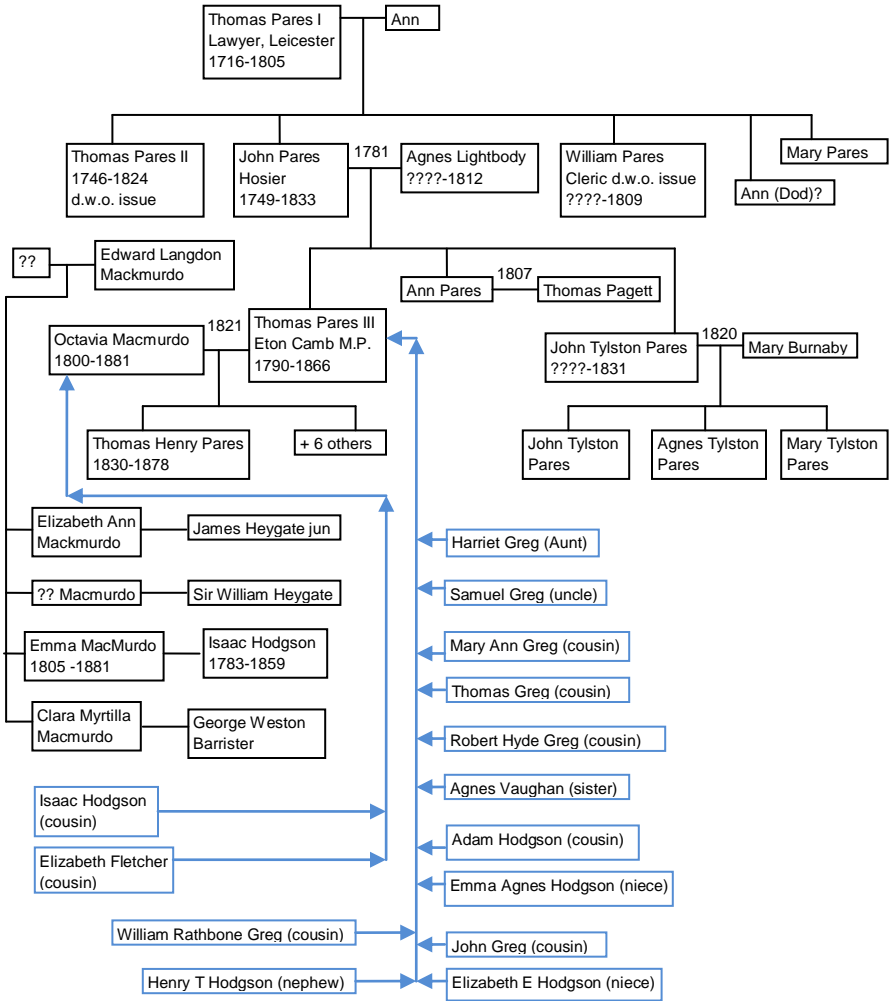 Thomas Pares I
Lawyer, Leicester
1716-1805
Ann
Thomas Pares II
1746-1824
d.w.o. issue
John Pares
Hosier
1749-1833
1781
Agnes Lightbody
????-1812
William Pares
Cleric d.w.o. issue
????-1809
Ann (Dod)?
Mary Pares
??
Edward Langdon
Mackmurdo
Ann Pares
1807
Thomas Pagett
Octavia Macmurdo
1800-1881
1821
Thomas Pares III
Eton Camb M.P.
1790-1866
John Tylston Pares
????-1831
1820
Mary Burnaby
Thomas Henry Pares
1830-1878
+ 6 others
John Tylston
Pares
Agnes Tylston
Pares
Mary Tylston
Pares
Elizabeth Ann
Mackmurdo
James Heygate jun
?? Macmurdo
Sir William Heygate
Emma MacMurdo
1805 -1881
Isaac Hodgson
1783-1859
Clara Myrtilla
Macmurdo
George Weston
Barrister
Isaac Hodgson
(cousin)
Elizabeth Fletcher
(cousin)
William Rathbone Greg (cousin)
Henry T Hodgson (nephew)
Harriet Greg (Aunt)
Samuel Greg (uncle)
Mary Ann Greg (cousin)
Thomas Greg (cousin)
Robert Hyde Greg (cousin)
Agnes Vaughan (sister)
Adam Hodgson (cousin)
Emma Agnes Hodgson (niece)
John Greg (cousin)
Elizabeth E Hodgson (niece)